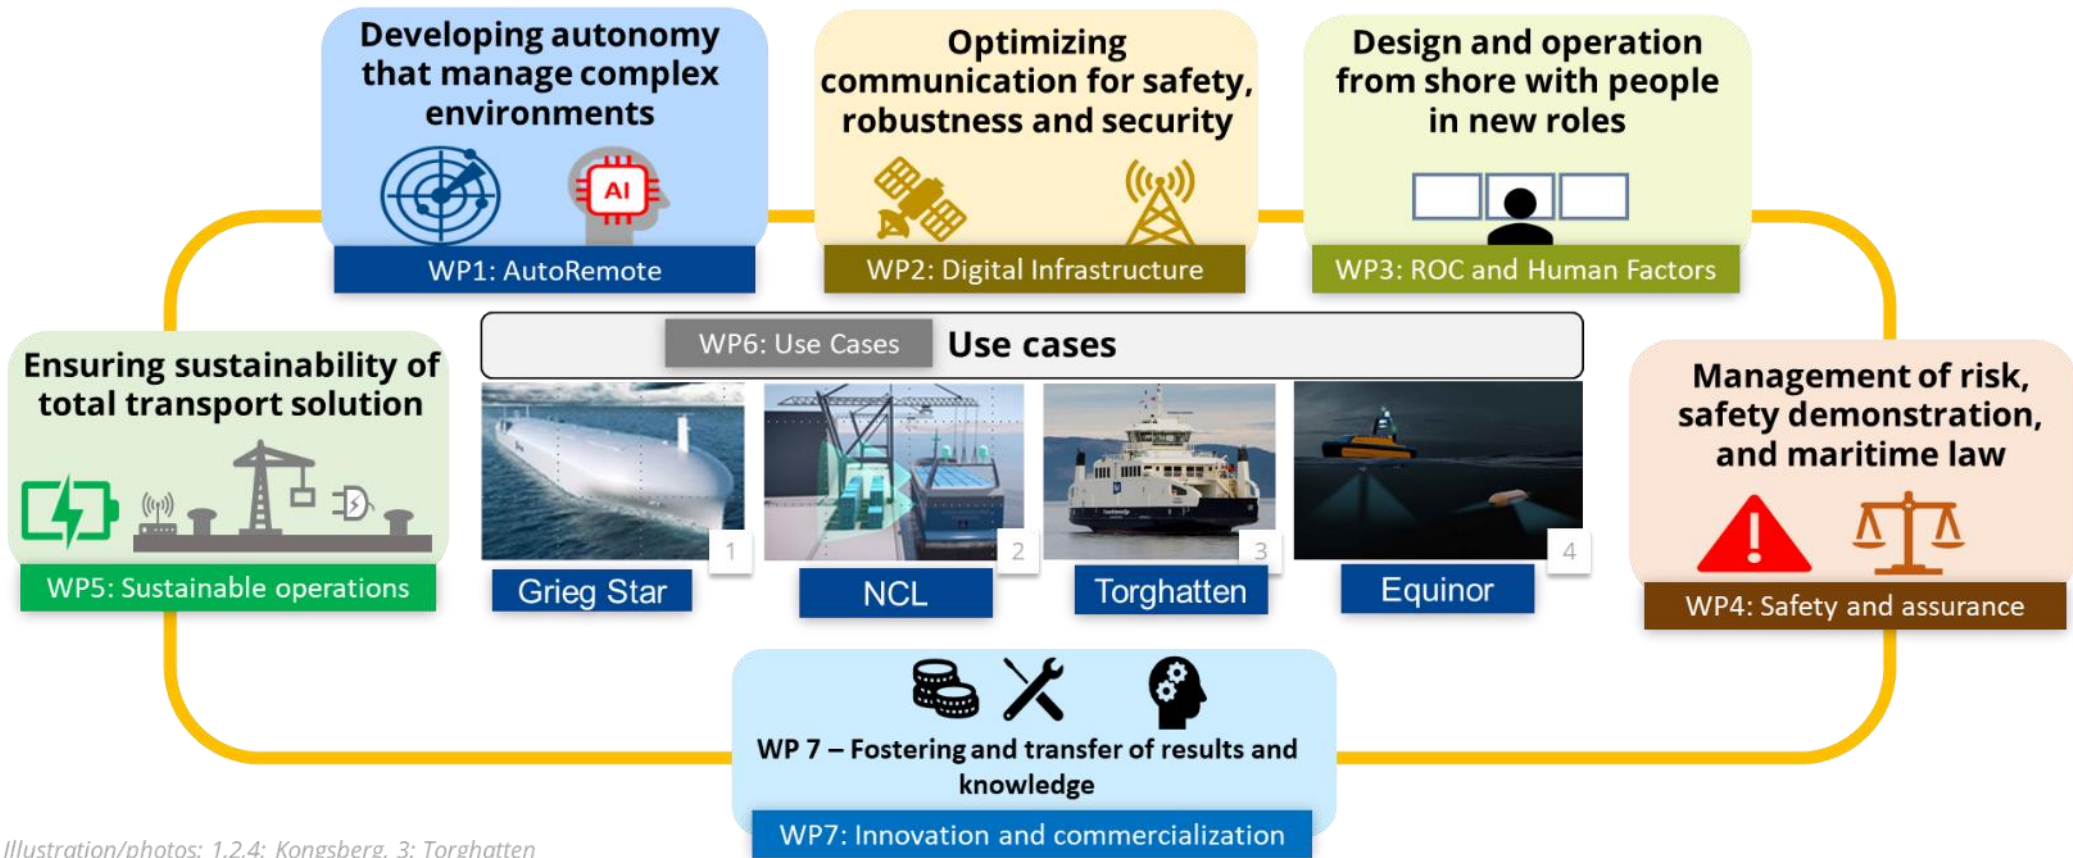 Developing autonomy
that manage complex
environments
AI
WP1: AutoRemote
Optimizing
communication for safety,
robustness and security
WP2: Digital Infrastructure
Design and operation
from shore with people
in new roles
WP3: ROC and Human Factors
Ensuring sustainability of
total transport solution
WP5: Sustainable operations
WP6: Use Cases
Use cases
1
2
3
4
Grieg Star
NCL
Torghatten
Equinor
Management of risk,
safety demonstration,
and maritime law
WP4: Safety and assurance
WP 7 – Fostering and transfer of results and
knowledge
WP7: Innovation and commercialization
Illustration/photos: 1,2,4: Kongsberg, 3: Torghatten